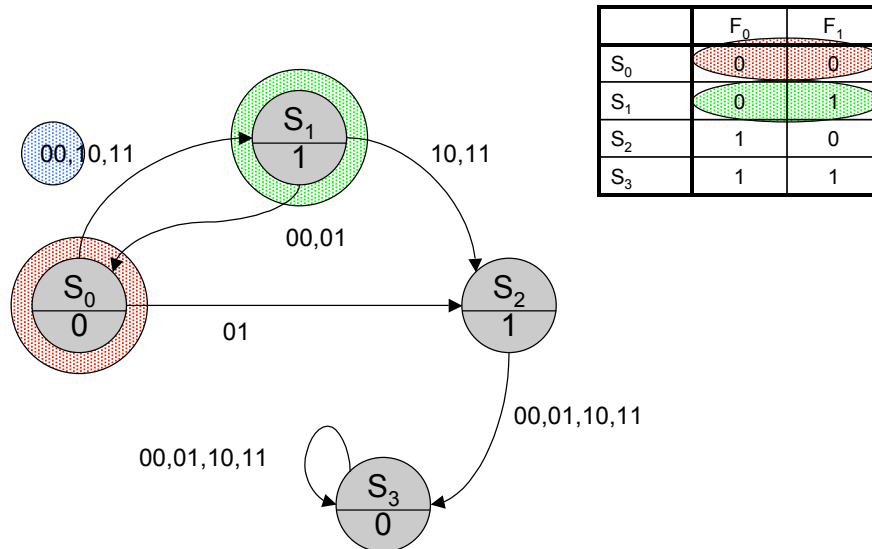 F₀ F₁
S₀ 0 0
S₁ 0 1
S₂ 1 0
S₃ 1 1
S₁
1
00,10,11
10,11
00,01
S₀
0
01
S₂
1
00,01,10,11
00,01,10,11
S₃
0